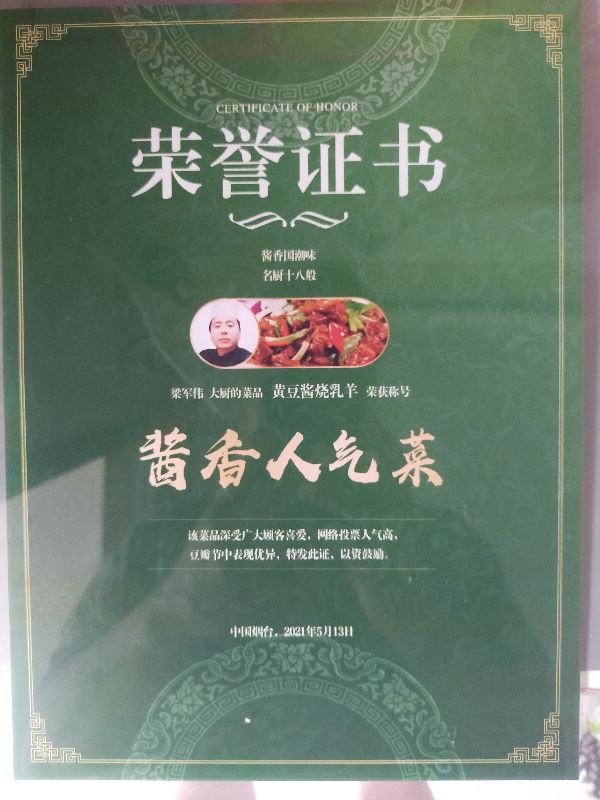 CERTIFICATE OF HONOR
荣誉证书
酱香国潮味
名厨十八般
梁军伟 大厨的菜品 黄豆酱烧乳羊 荣获称号
酱香人气菜
该菜品深受广大顾客喜爱，网络投票人气高、
豆瓣节中表现优异，特发此证、以资鼓励。
中国烟台，2021年5月13日